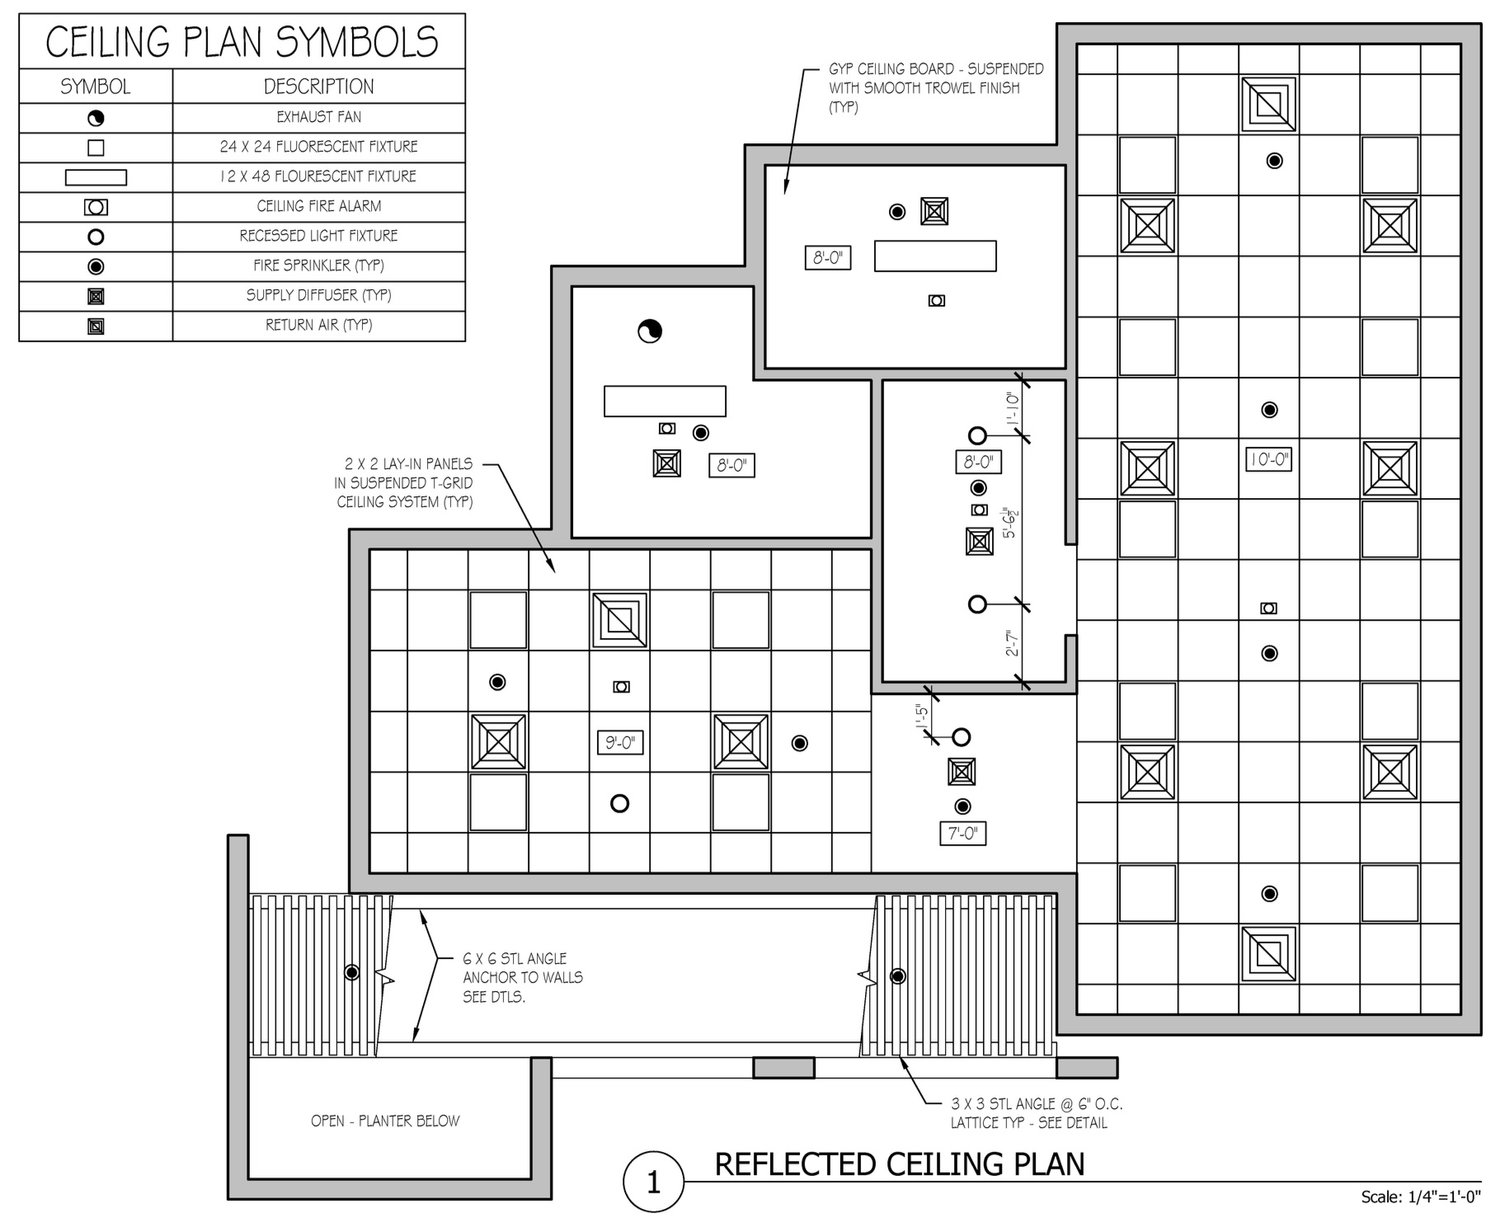 CEILING PLAN SYMBOLS
SYMBOL DESCRIPTION
EXHAUST FAN
24 X 24 FLUORESCENT FIXTURE
12 X 48 FLOURESCENT FIXTURE
CEILING FIRE ALARM
RECESSED LIGHT FIXTURE
FIRE SPRINKLER (TYP)
SUPPLY DIFFUSER (TYP)
RETURN AIR (TYP)
GYP CEILING BOARD - SUSPENDED
WITH SMOOTH TROWEL FINISH
(TYP)
8'-0"
1'-10"
2 X 2 LAY-IN PANELS
IN SUSPENDED T-GRID
CEILING SYSTEM (TYP)
8'-0"
8'-0"
10'-0"
5'-6½"
2'-7"
1'-5"
9'-0"
7'-0"
6 X 6 STL ANGLE
ANCHOR TO WALLS
SEE DTLS.
3 X 3 STL ANGLE @ 6" O.C.
LATTICE TYP - SEE DETAIL
OPEN - PLANTER BELOW
1
REFLECTED CEILING PLAN
Scale: 1/4"=1'-0"